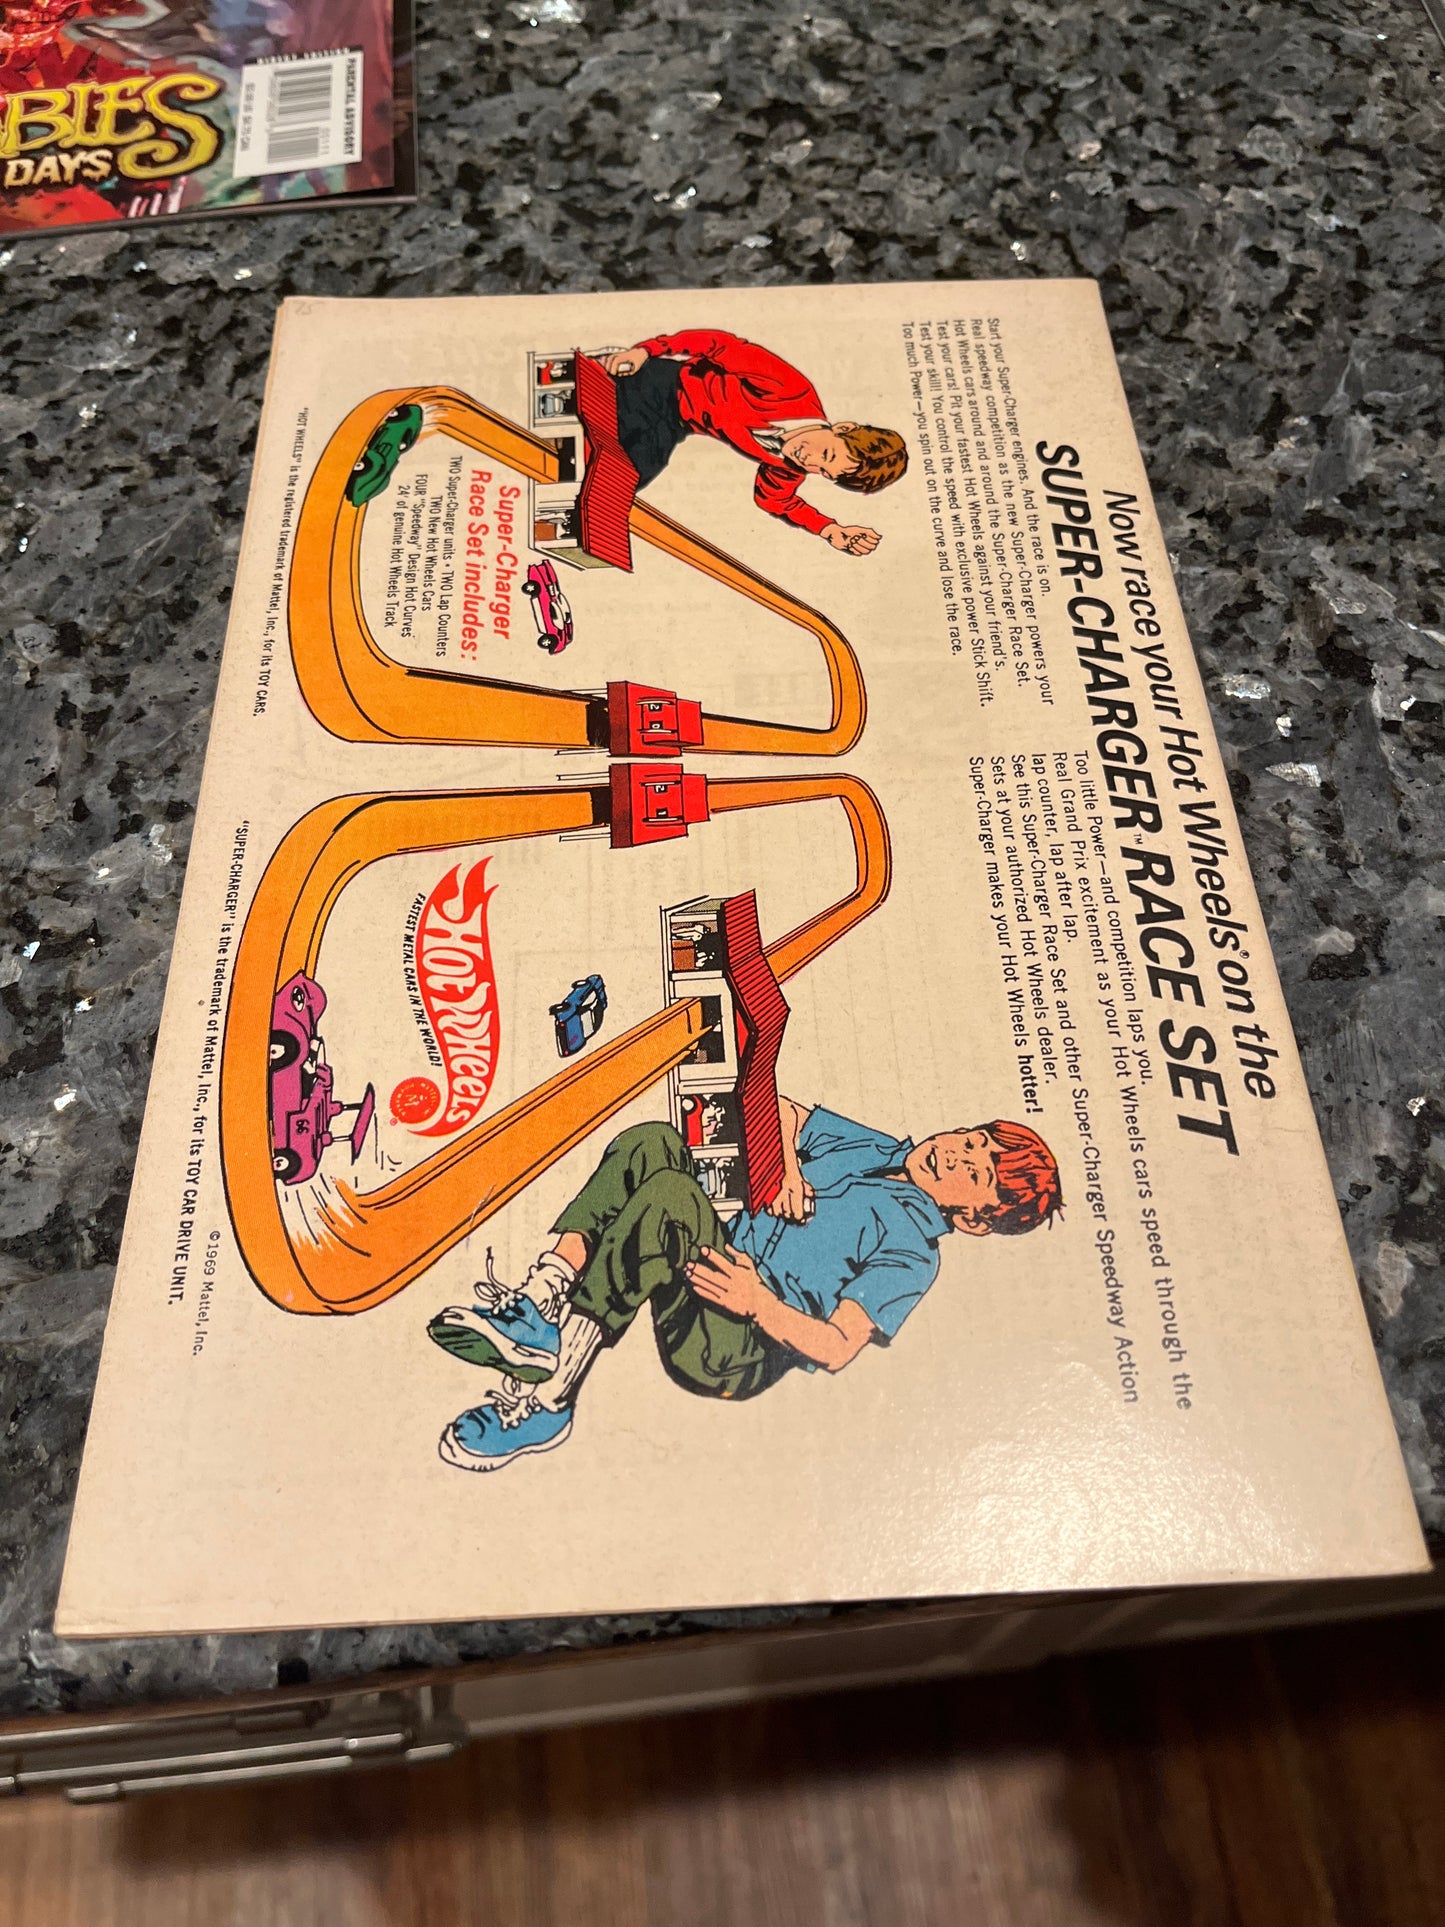 Now race your Hot Wheels® on the
SUPER-CHARGER™ RACE SET
Start your Super-Charger engines. And the race is on.
Real speedway competition as the new Super-Charger powers your
Hot Wheels cars around and around the Super-Charger Race Set.
Test your cars! Pit your fastest Hot Wheels against your friend's.
Test your skill! You control the speed with exclusive power Stick Shift.
Too much Power—you spin out on the curve and lose the race.
Too little Power—and competition laps you.
Real Grand Prix excitement as your Hot Wheels cars speed through the
lap counter, lap after lap.
See this Super-Charger Race Set and other Super-Charger Speedway Action
Sets at your authorized Hot Wheels dealer.
Super-Charger makes your Hot Wheels hotter!
Super-Charger
Race Set includes:
TWO Super-Charger units • TWO Lap Counters
TWO New Hot Wheels Cars
FOUR "Speedway" Design Hot Curves
24' of genuine Hot Wheels Track
2 0
2 1
66
HOT WHEELS
FASTEST METAL CARS IN THE WORLD!
®
"HOT WHEELS" is the registered trademark of Mattel, Inc., for its TOY CARS.
"SUPER-CHARGER" is the trademark of Mattel, Inc., for its TOY CAR DRIVE UNIT.
©1969 Mattel, Inc.
BLES
DAYS
PARENTAL ADVISORY